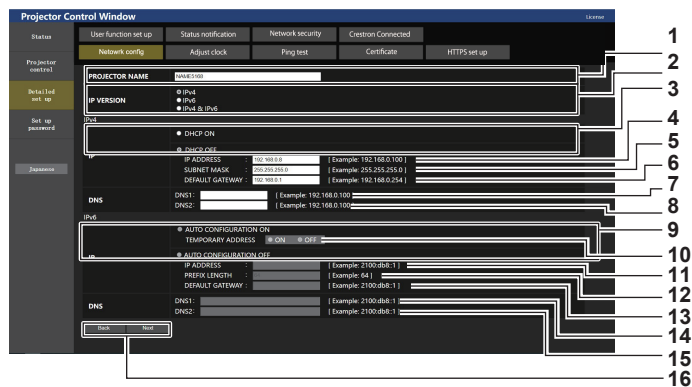 Projector Control Window
License
Status
User function set up
Status notification
Network security
Crestron Connected
Netowrk config
Adjust clock
Ping test
Certificate
HTTPS set up
Projector
control
Detailed
set up
Set up
password
Japanese
PROJECTOR NAME
NAME5168
IP VERSION
IPv4
IPv6
IPv4 & IPv6
IPv4
DHCP ON
DHCP OFF
IP
IP ADDRESS : 192.168.0.8 [ Example: 192.168.0.100 ]
SUBNET MASK : 255.255.255.0 [ Example: 255.255.255.0 ]
DEFAULT GATEWAY : 192.168.0.1 [ Example: 192.168.0.254 ]
DNS
DNS1: [ Example: 192.168.0.100
DNS2: [ Example: 192.168.0.100
IPv6
AUTO CONFIGURATION ON
TEMPORARY ADDRESS ON OFF
IP
AUTO CONFIGURATION OFF
IP ADDRESS : [ Example: 2100:db8::1 ]
PREFIX LENGTH : [ Example: 64 ]
DEFAULT GATEWAY : [ Example: 2100:db8::1 ]
DNS
DNS1: [ Example: 2100:db8::1 ]
DNS2: [ Example: 2100:db8::1 ]
Back Next
1
2
3
4
5
6
7
8
9
10
11
12
13
14
15
16